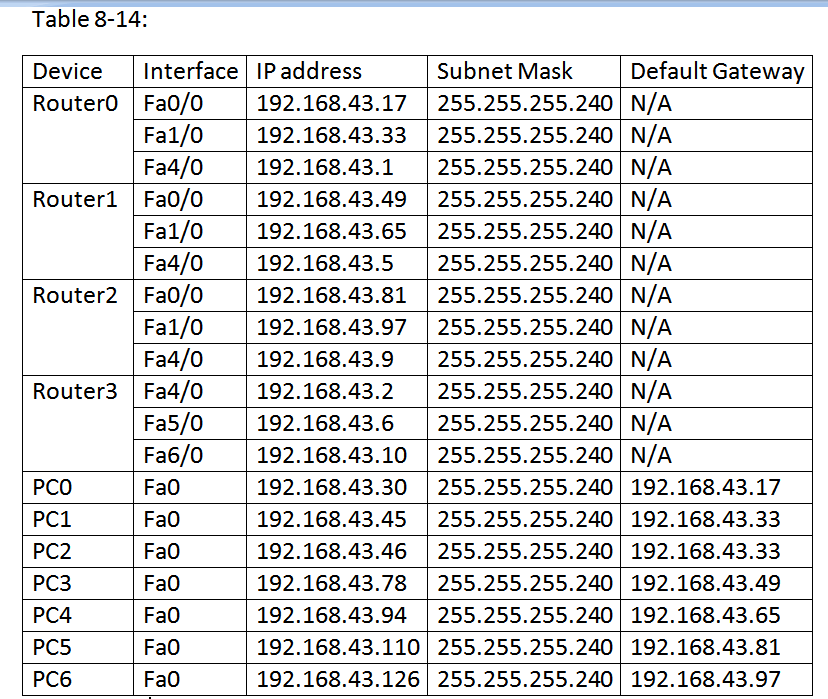 Table 8-14:
Device Interface IP address Subnet Mask Default Gateway
Router0 Fa0/0 192.168.43.17 255.255.255.240 N/A
Fa1/0 192.168.43.33 255.255.255.240 N/A
Fa4/0 192.168.43.1 255.255.255.240 N/A
Router1 Fa0/0 192.168.43.49 255.255.255.240 N/A
Fa1/0 192.168.43.65 255.255.255.240 N/A
Fa4/0 192.168.43.5 255.255.255.240 N/A
Router2 Fa0/0 192.168.43.81 255.255.255.240 N/A
Fa1/0 192.168.43.97 255.255.255.240 N/A
Fa4/0 192.168.43.9 255.255.255.240 N/A
Router3 Fa4/0 192.168.43.2 255.255.255.240 N/A
Fa5/0 192.168.43.6 255.255.255.240 N/A
Fa6/0 192.168.43.10 255.255.255.240 N/A
PC0 Fa0 192.168.43.30 255.255.255.240 192.168.43.17
PC1 Fa0 192.168.43.45 255.255.255.240 192.168.43.33
PC2 Fa0 192.168.43.46 255.255.255.240 192.168.43.33
PC3 Fa0 192.168.43.78 255.255.255.240 192.168.43.49
PC4 Fa0 192.168.43.94 255.255.255.240 192.168.43.65
PC5 Fa0 192.168.43.110 255.255.255.240 192.168.43.81
PC6 Fa0 192.168.43.126 255.255.255.240 192.168.43.97